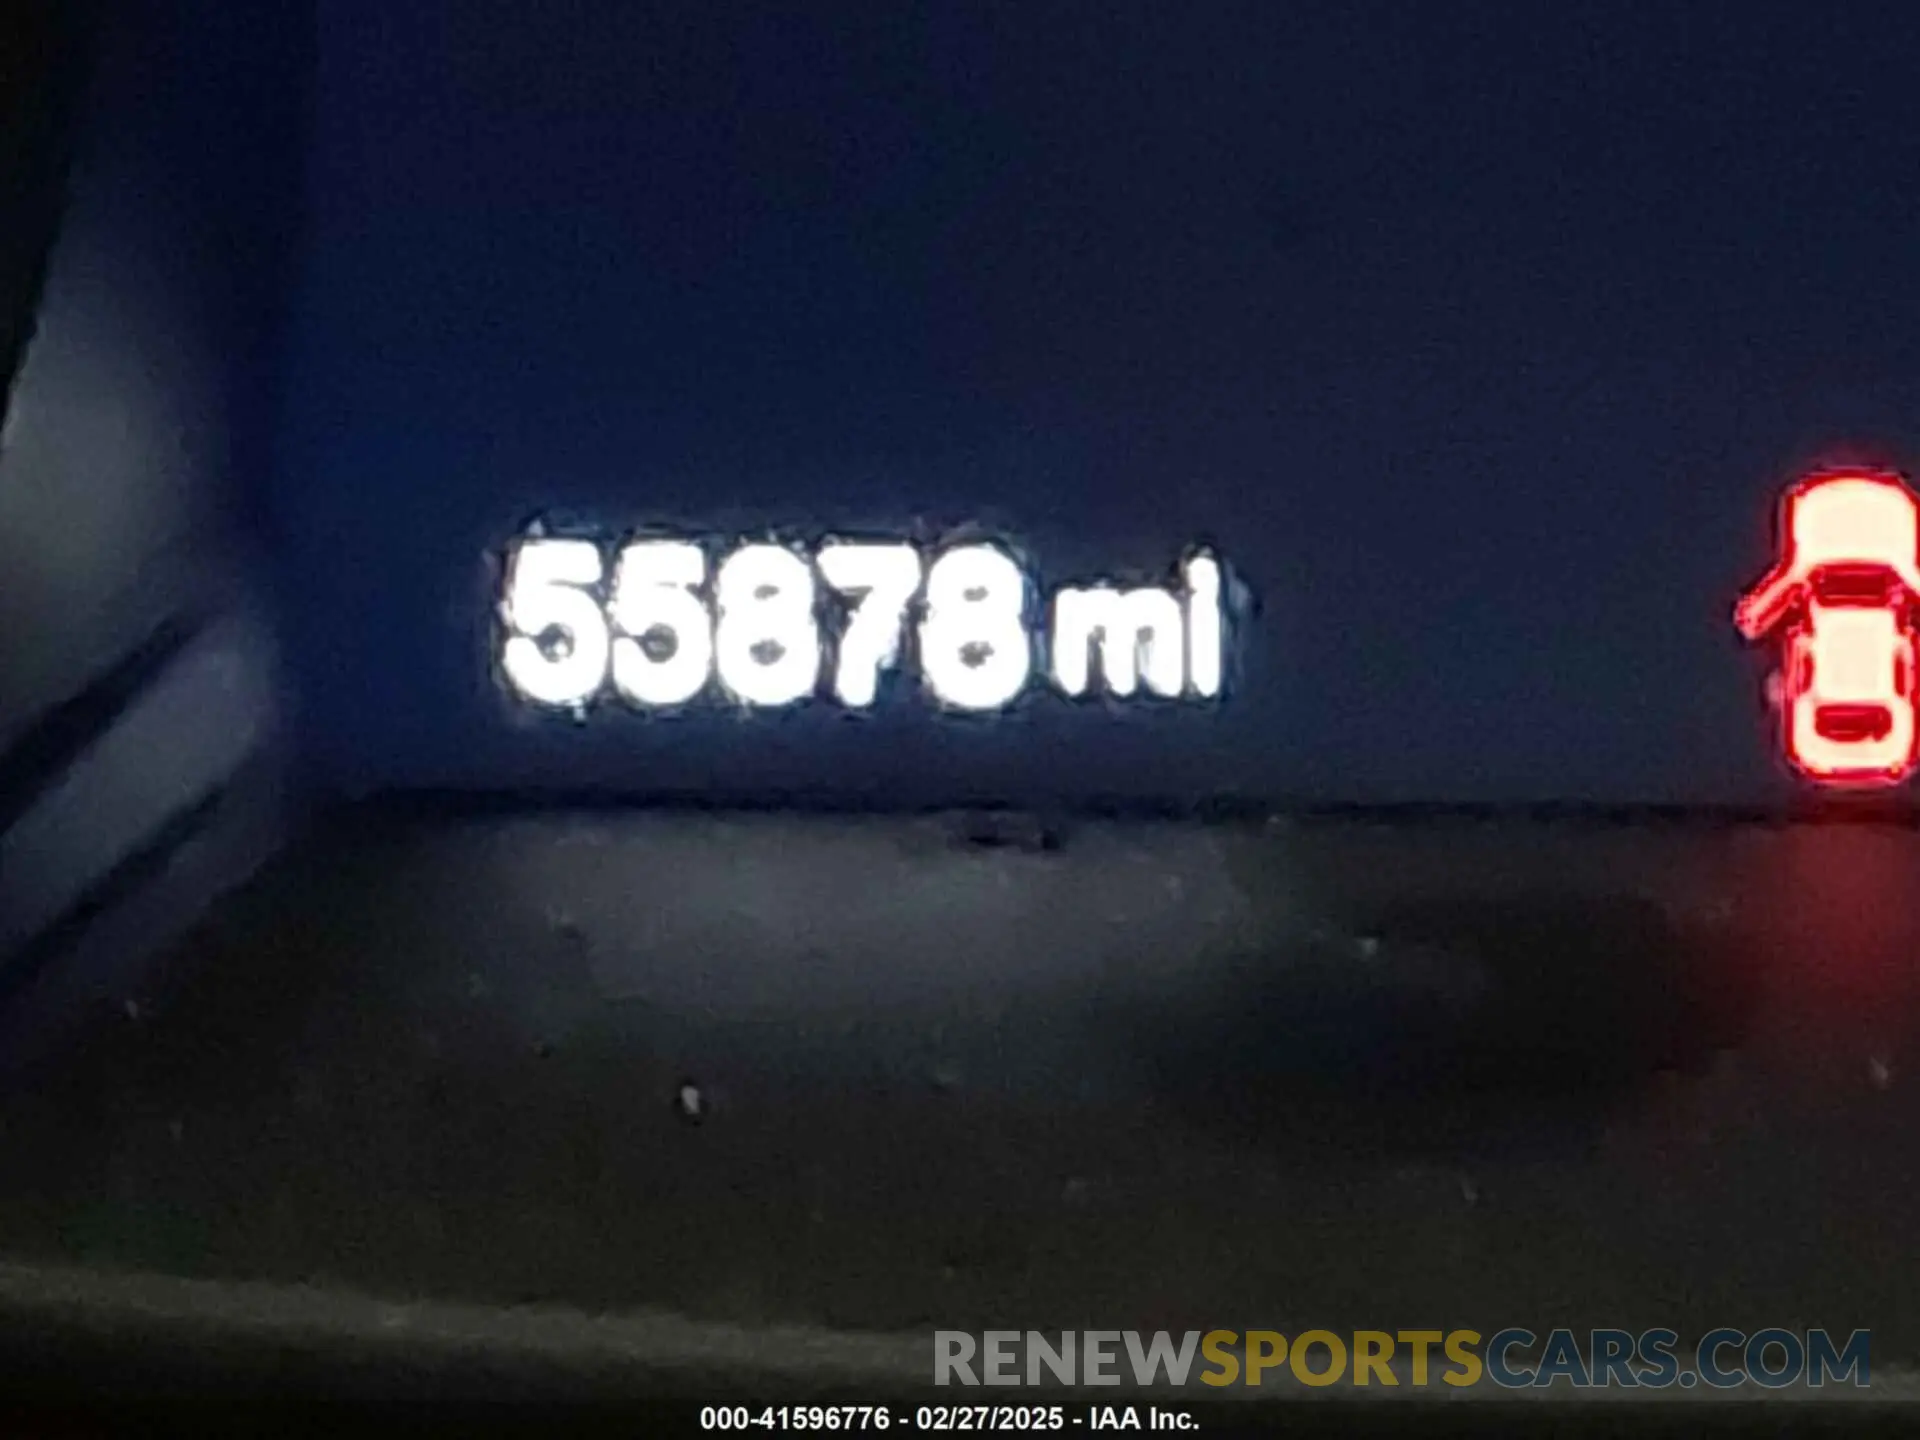 55878 mi
RENEWSPORTSCARS.COM
000-41596776 - 02/27/2025 - IAA Inc.